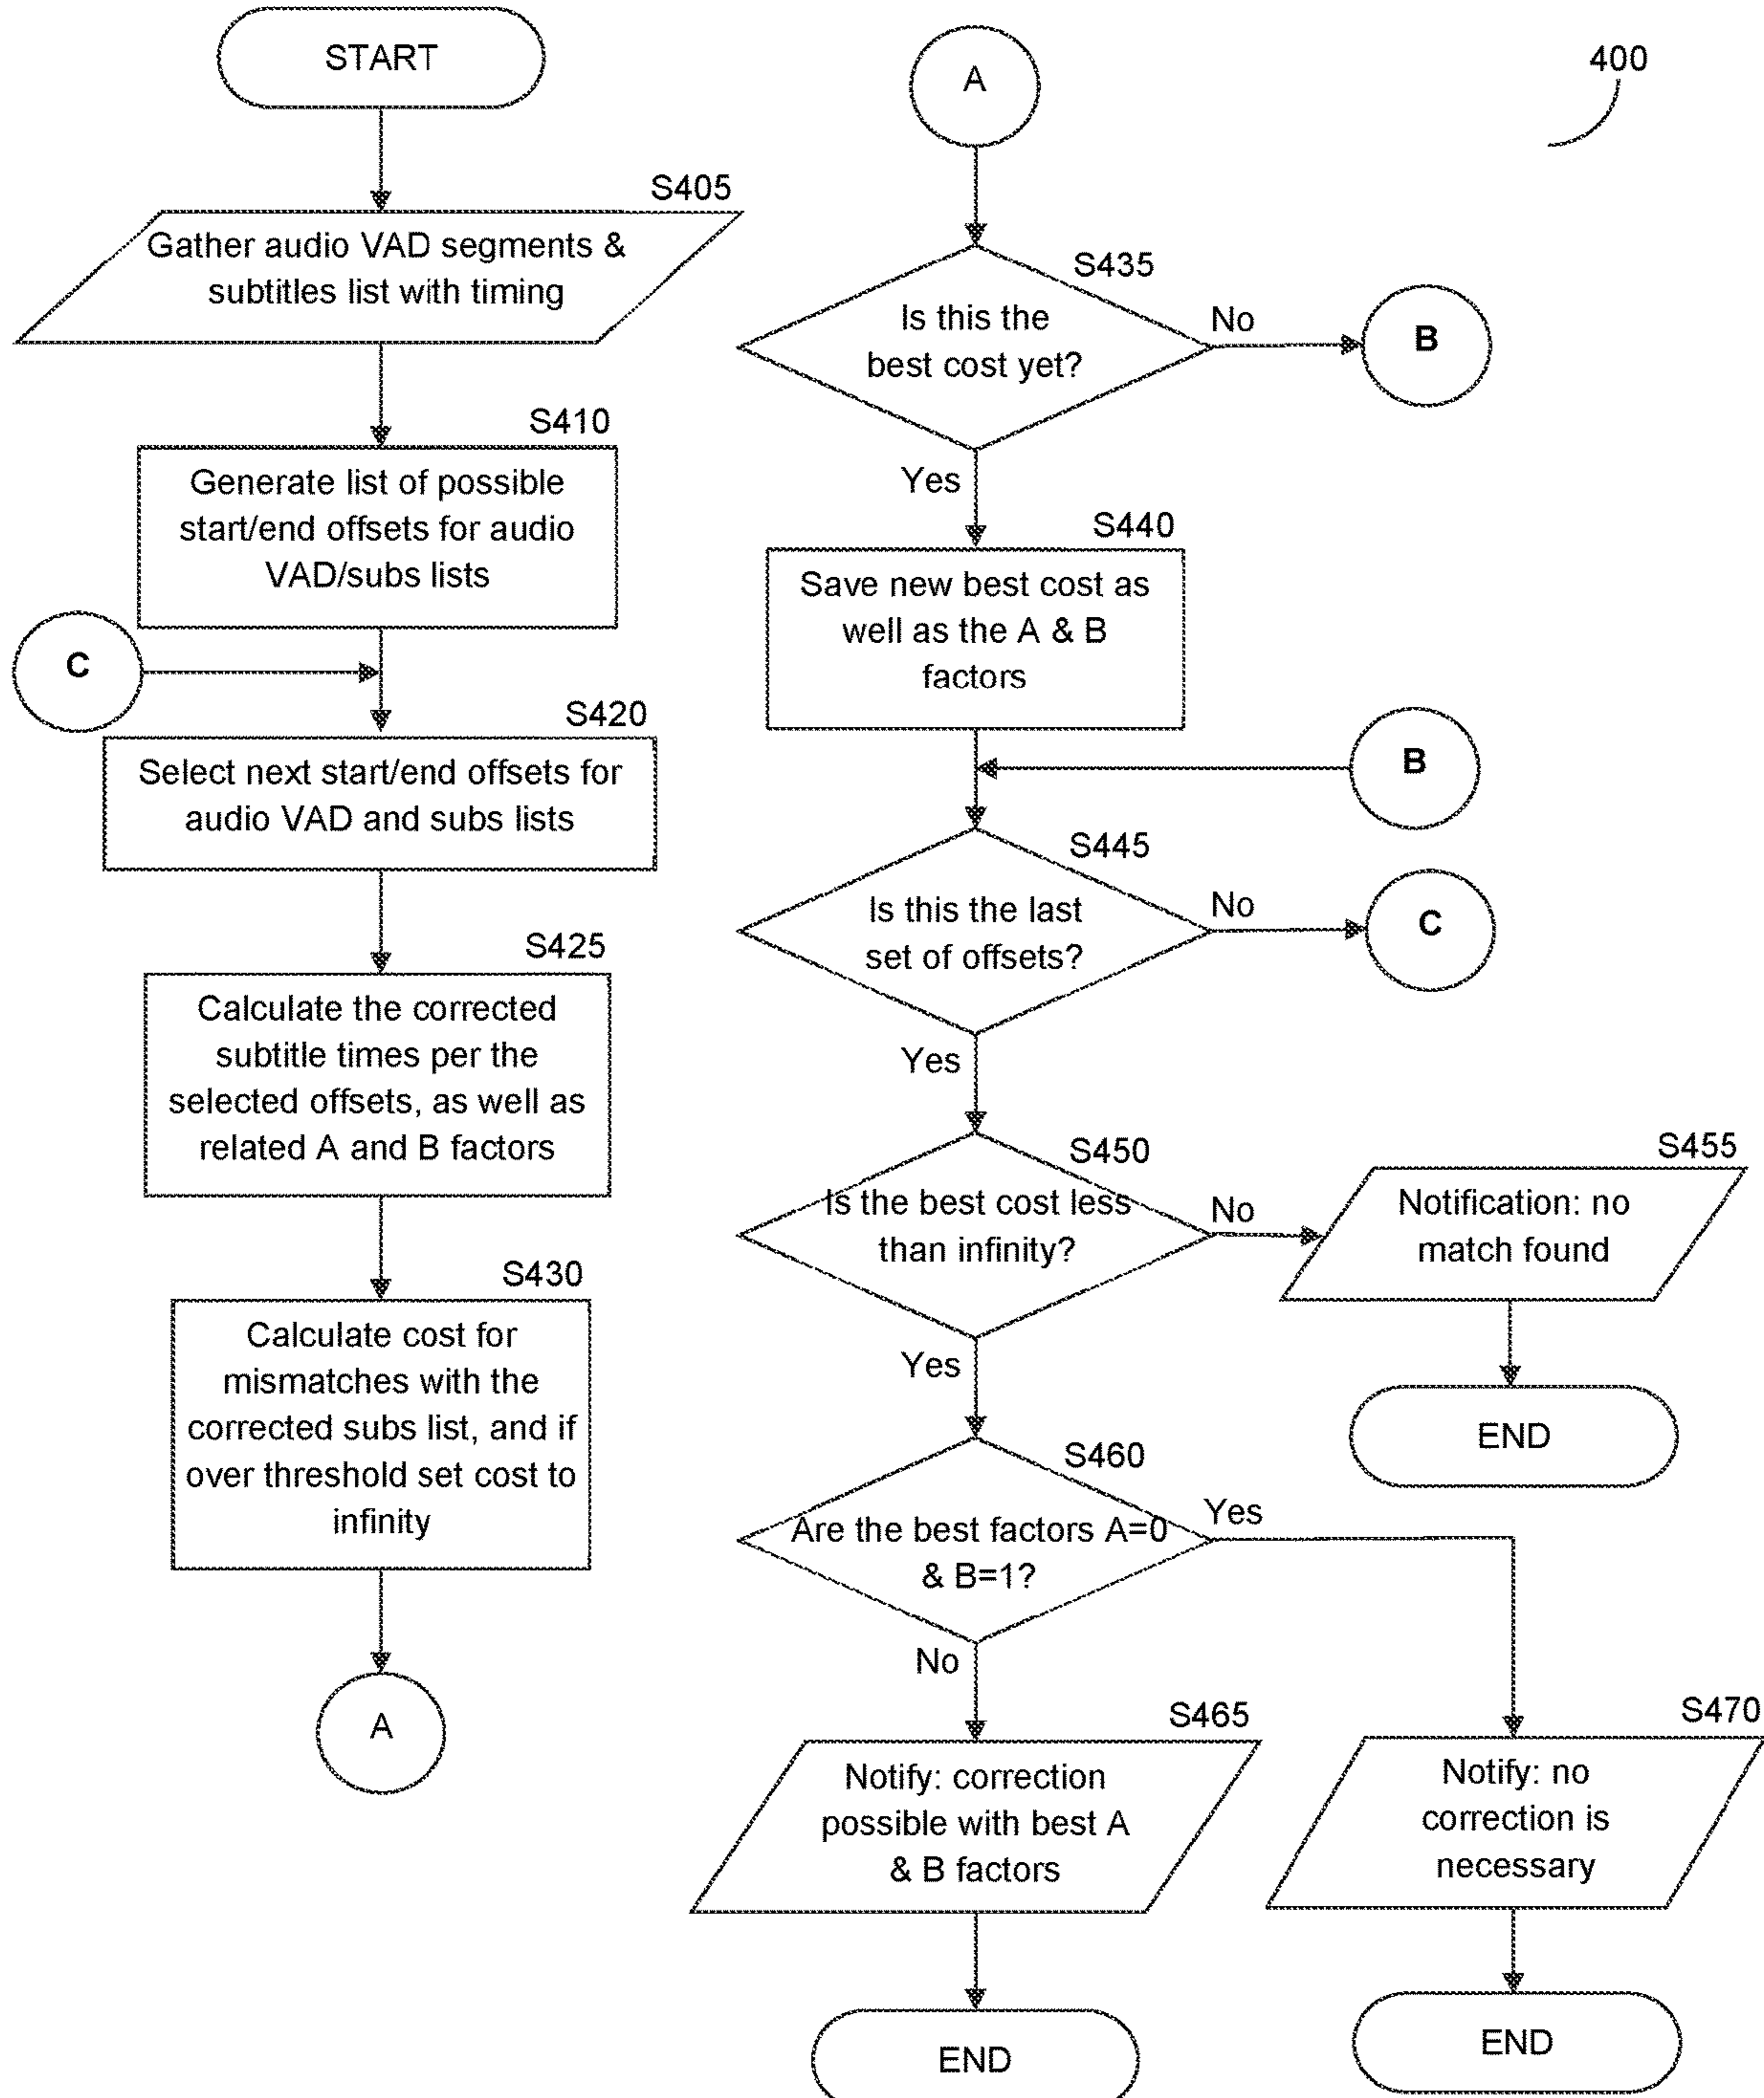 START
S405
Gather audio VAD segments &
subtitles list with timing
S410
Generate list of possible
start/end offsets for audio
VAD/subs lists
C
S420
Select next start/end offsets for
audio VAD and subs lists
S425
Calculate the corrected
subtitle times per the
selected offsets, as well as
related A and B factors
S430
Calculate cost for
mismatches with the
corrected subs list, and if
over threshold set cost to
infinity
A
400
A
S435
Is this the
best cost yet?
No
B
Yes
S440
Save new best cost as
well as the A & B
factors
B
S445
Is this the last
set of offsets?
No
C
Yes
S450
Is the best cost less
than infinity?
No
S455
Notification: no
match found
END
Yes
S460
Are the best factors A=0
& B=1?
Yes
No
S465
Notify: correction
possible with best A
& B factors
END
S470
Notify: no
correction is
necessary
END